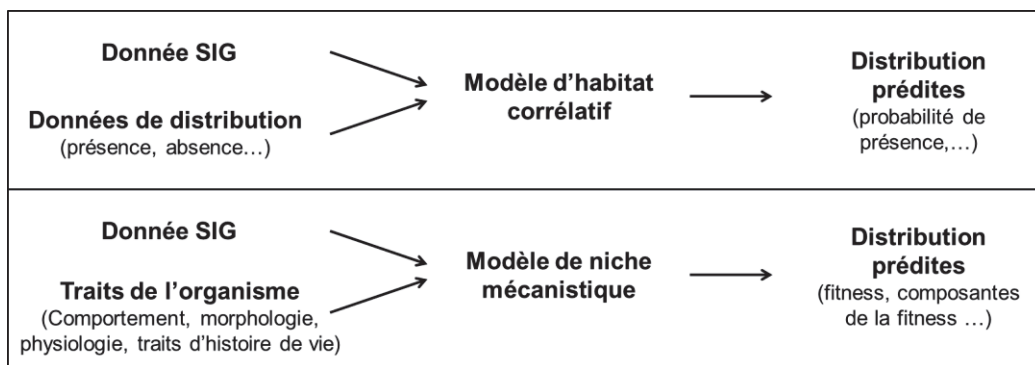 Donnée SIG
Données de distribution
(présence, absence…)
Modèle d’habitat
corrélatif
Distribution
prédites
(probabilité de
présence,…)
Donnée SIG
Traits de l’organisme
(Comportement, morphologie,
physiologie, traits d’histoire de vie)
Modèle de niche
mécanistique
Distribution
prédites
(fitness, composantes
de la fitness …)